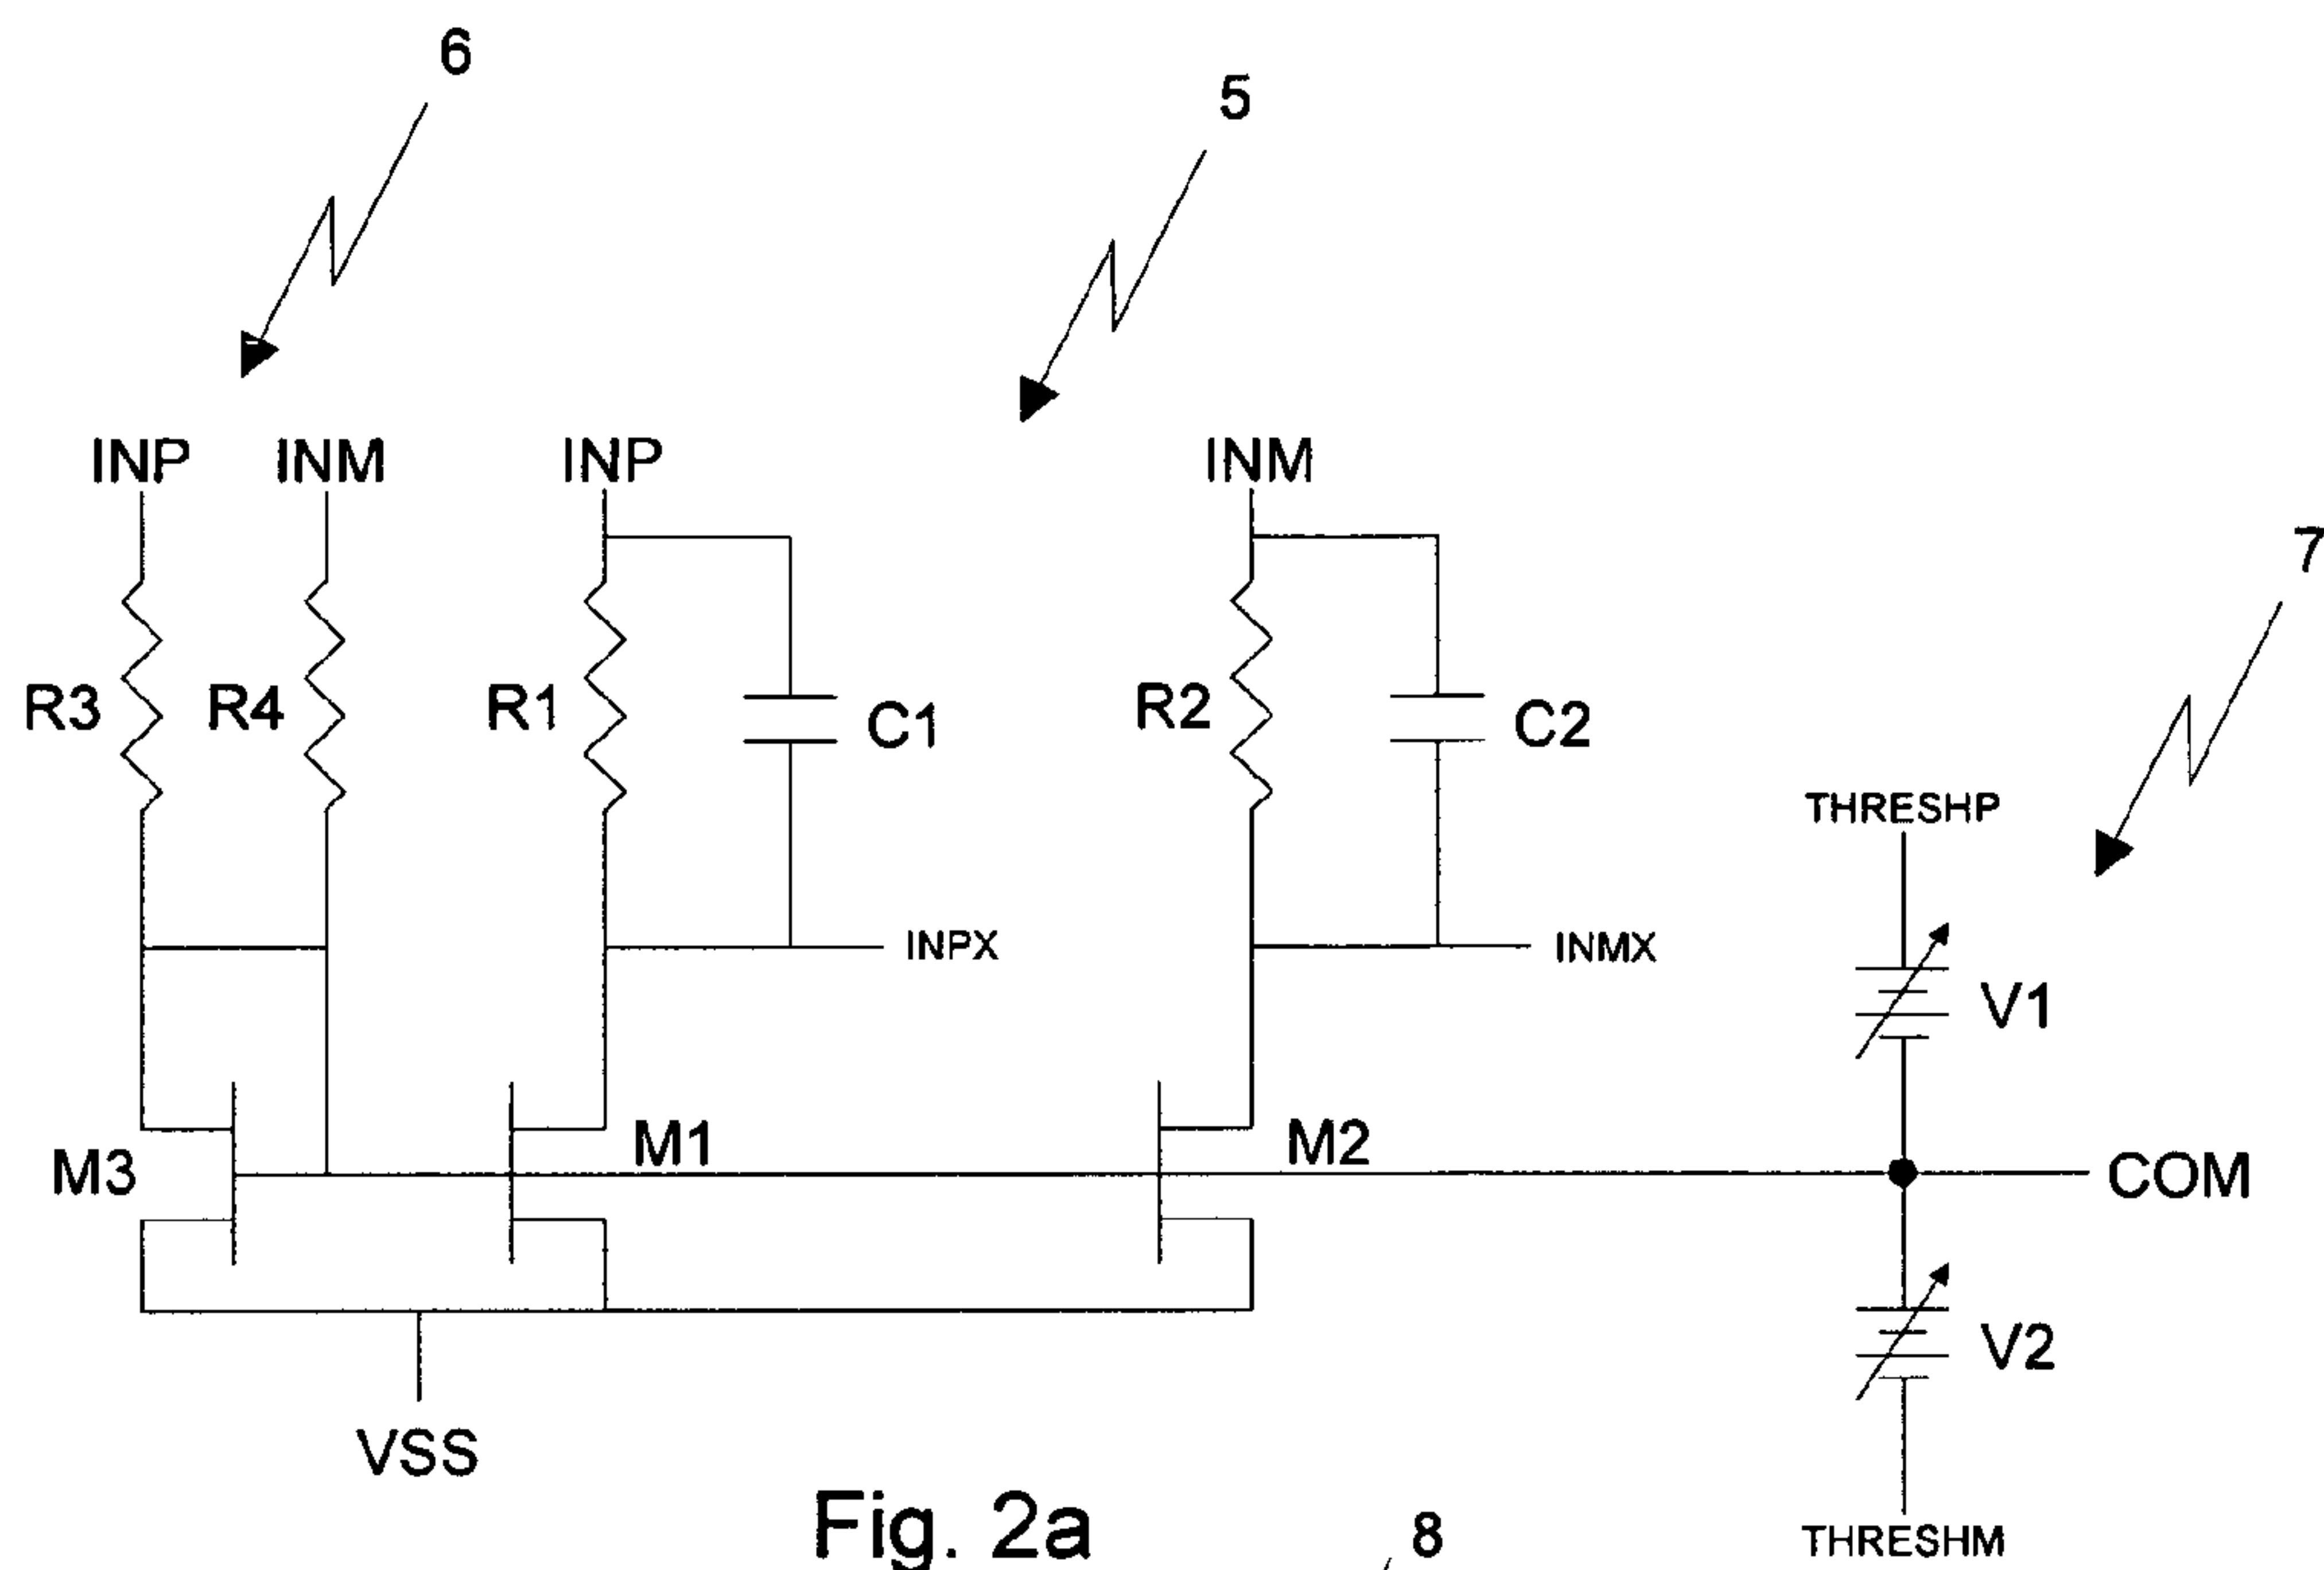 6
5
INP INM INP INM
7
R3 R4 R1 C1 R2 C2
THRESHP
INPX INMX
V1
M3 M1 M2 COM
V2
VSS
Fig. 2a
8
THRESHM